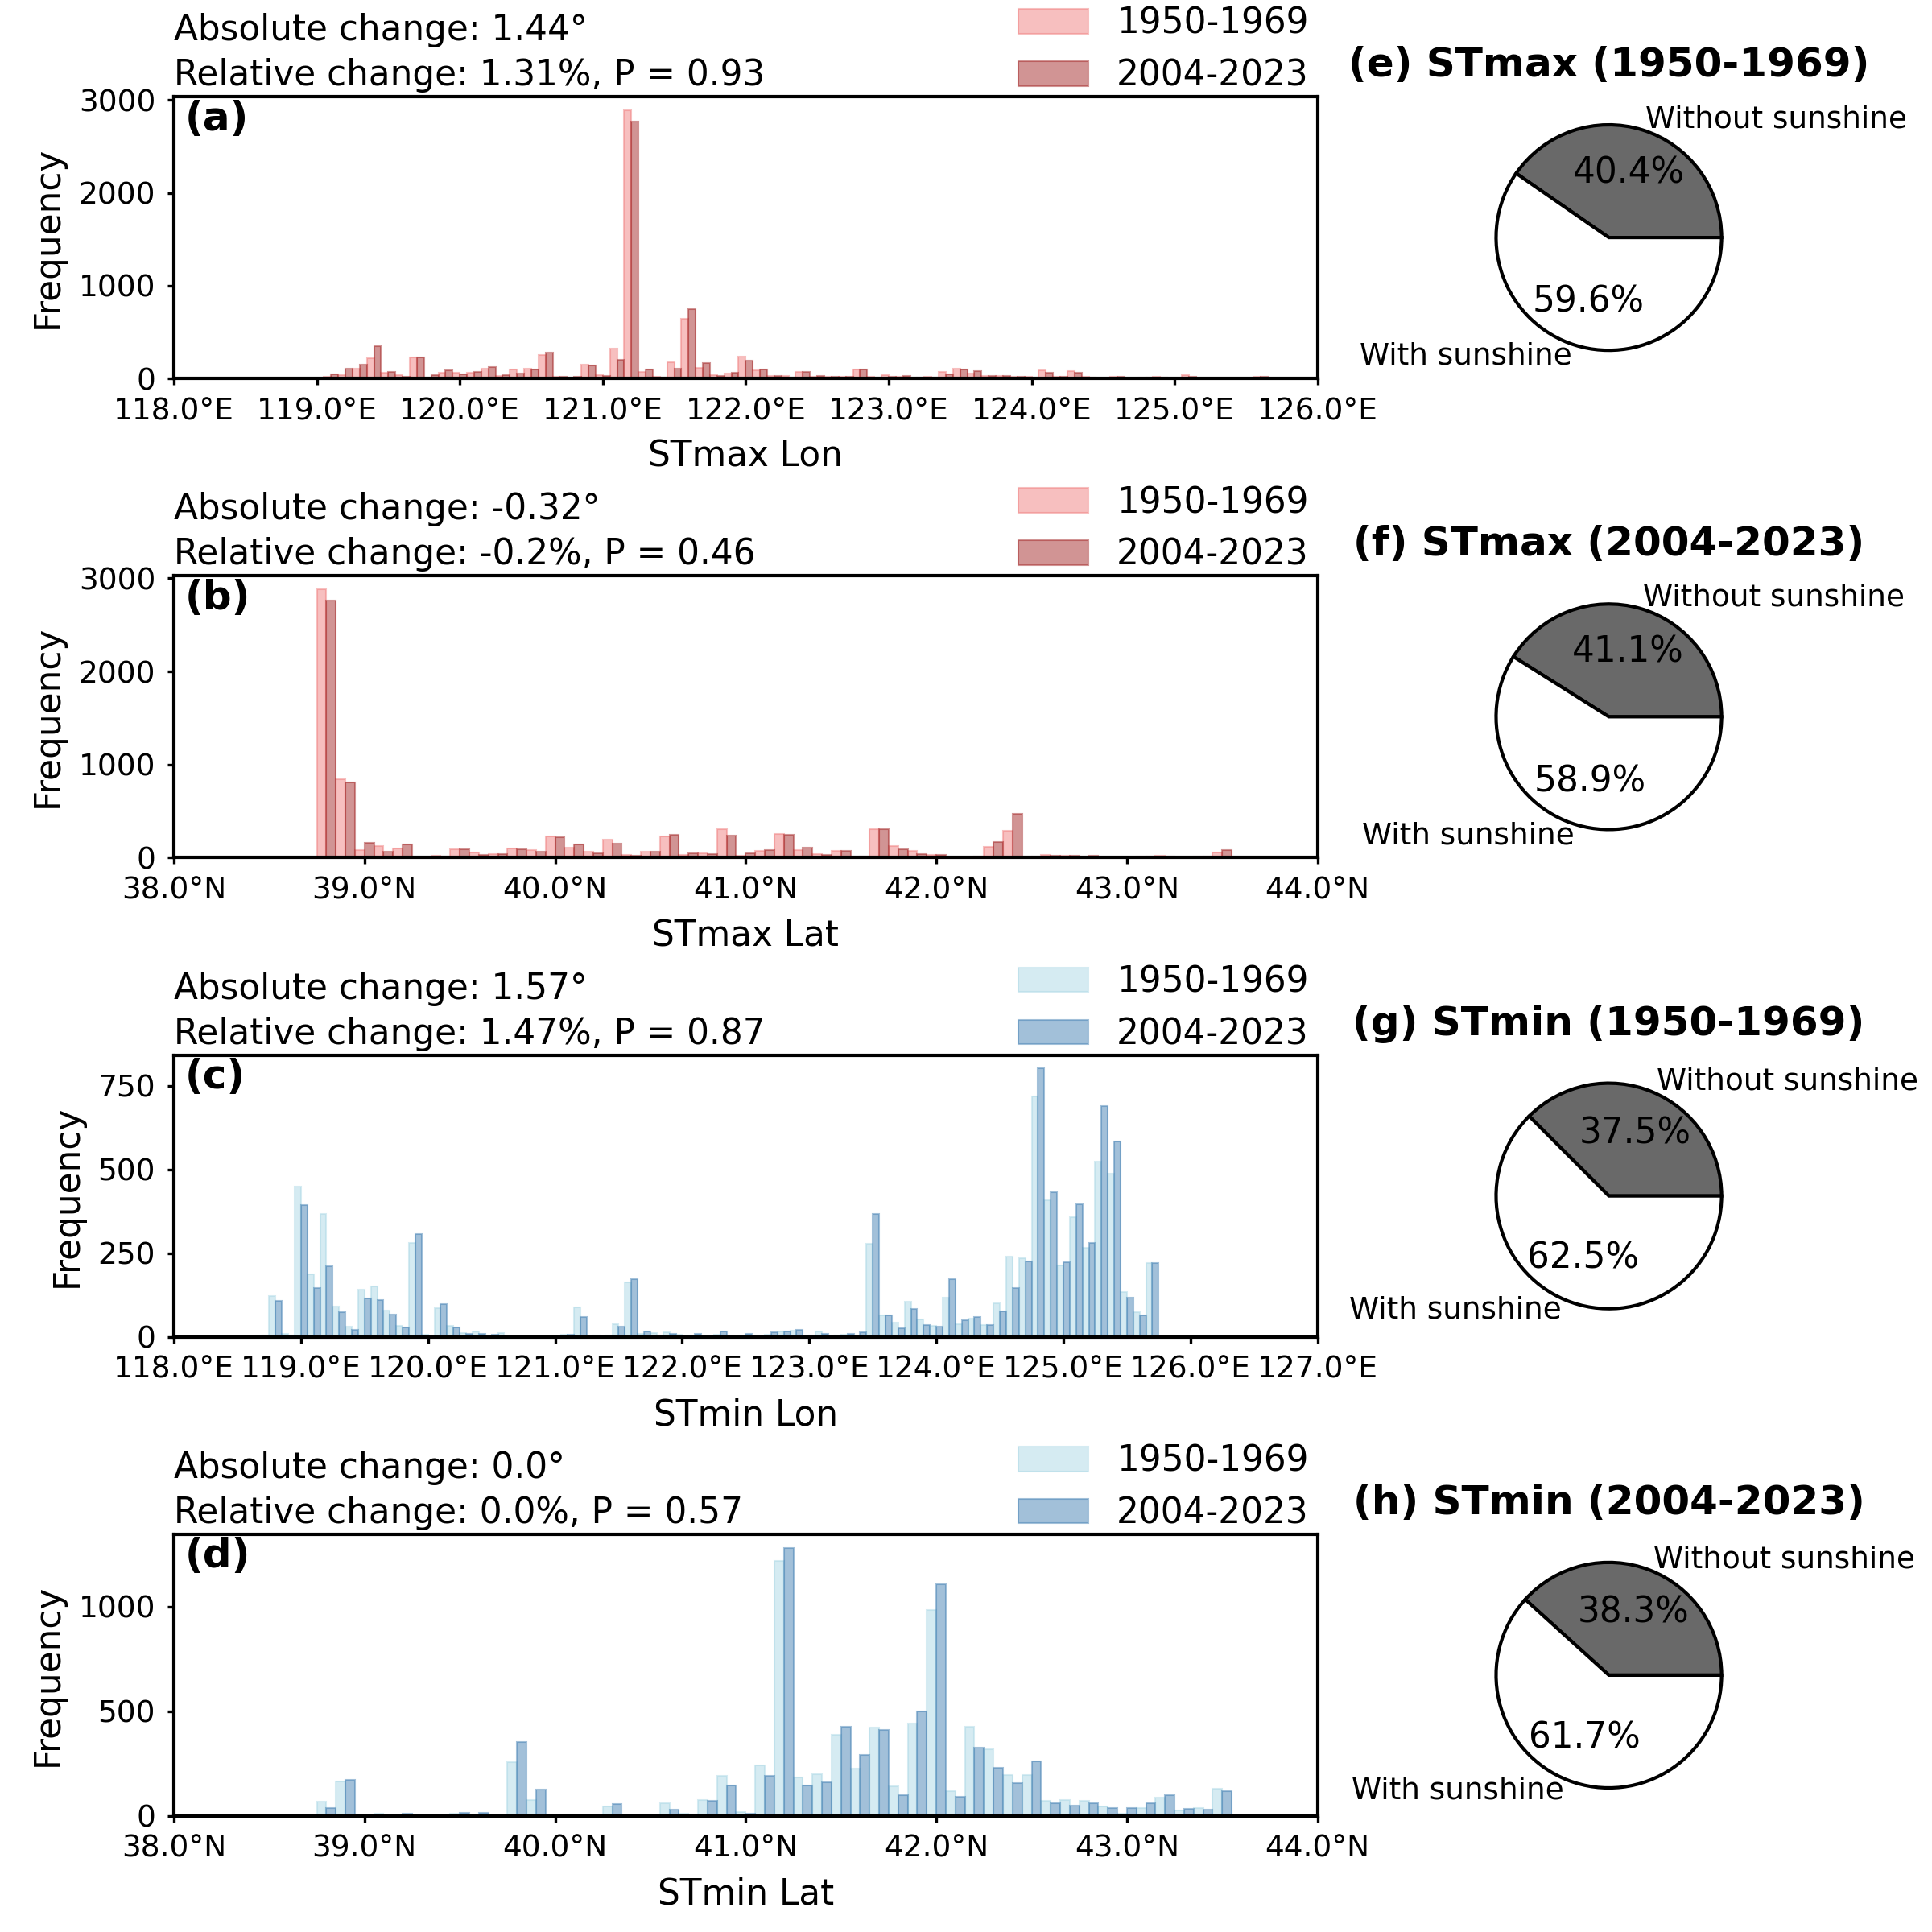 Absolute change: 1.44°
Relative change: 1.31%, P = 0.93
1950-1969
2004-2023
(a)
3000
2000
1000
0
Frequency
118.0°E 119.0°E 120.0°E 121.0°E 122.0°E 123.0°E 124.0°E 125.0°E 126.0°E
STmax Lon
(e) STmax (1950-1969)
Without sunshine
40.4%
59.6%
With sunshine
Absolute change: -0.32°
Relative change: -0.2%, P = 0.46
1950-1969
2004-2023
(b)
3000
2000
1000
0
Frequency
38.0°N 39.0°N 40.0°N 41.0°N 42.0°N 43.0°N 44.0°N
STmax Lat
(f) STmax (2004-2023)
Without sunshine
41.1%
58.9%
With sunshine
Absolute change: 1.57°
Relative change: 1.47%, P = 0.87
1950-1969
2004-2023
(c)
750
500
250
0
Frequency
118.0°E 119.0°E 120.0°E 121.0°E 122.0°E 123.0°E 124.0°E 125.0°E 126.0°E 127.0°E
STmin Lon
(g) STmin (1950-1969)
Without sunshine
37.5%
62.5%
With sunshine
Absolute change: 0.0°
Relative change: 0.0%, P = 0.57
1950-1969
2004-2023
(d)
1000
500
0
Frequency
38.0°N 39.0°N 40.0°N 41.0°N 42.0°N 43.0°N 44.0°N
STmin Lat
(h) STmin (2004-2023)
Without sunshine
38.3%
61.7%
With sunshine